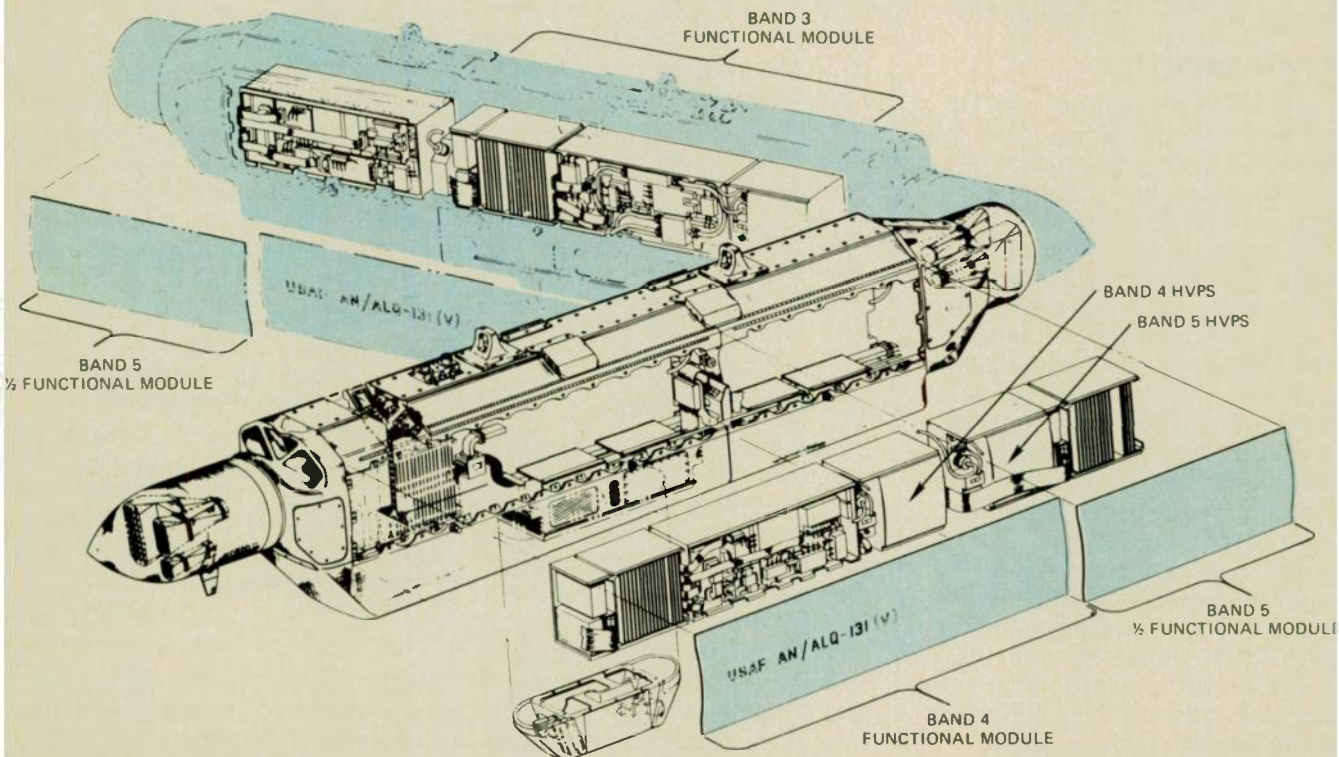 BAND 3
FUNCTIONAL MODULE
USAF AN/ALQ-131 (V)
BAND 5
½ FUNCTIONAL MODULE
BAND 4 HVPS
BAND 5 HVPS
USAF AN/ALQ-131 (V)
BAND 5
½ FUNCTIONAL MODULE
BAND 4
FUNCTIONAL MODULE